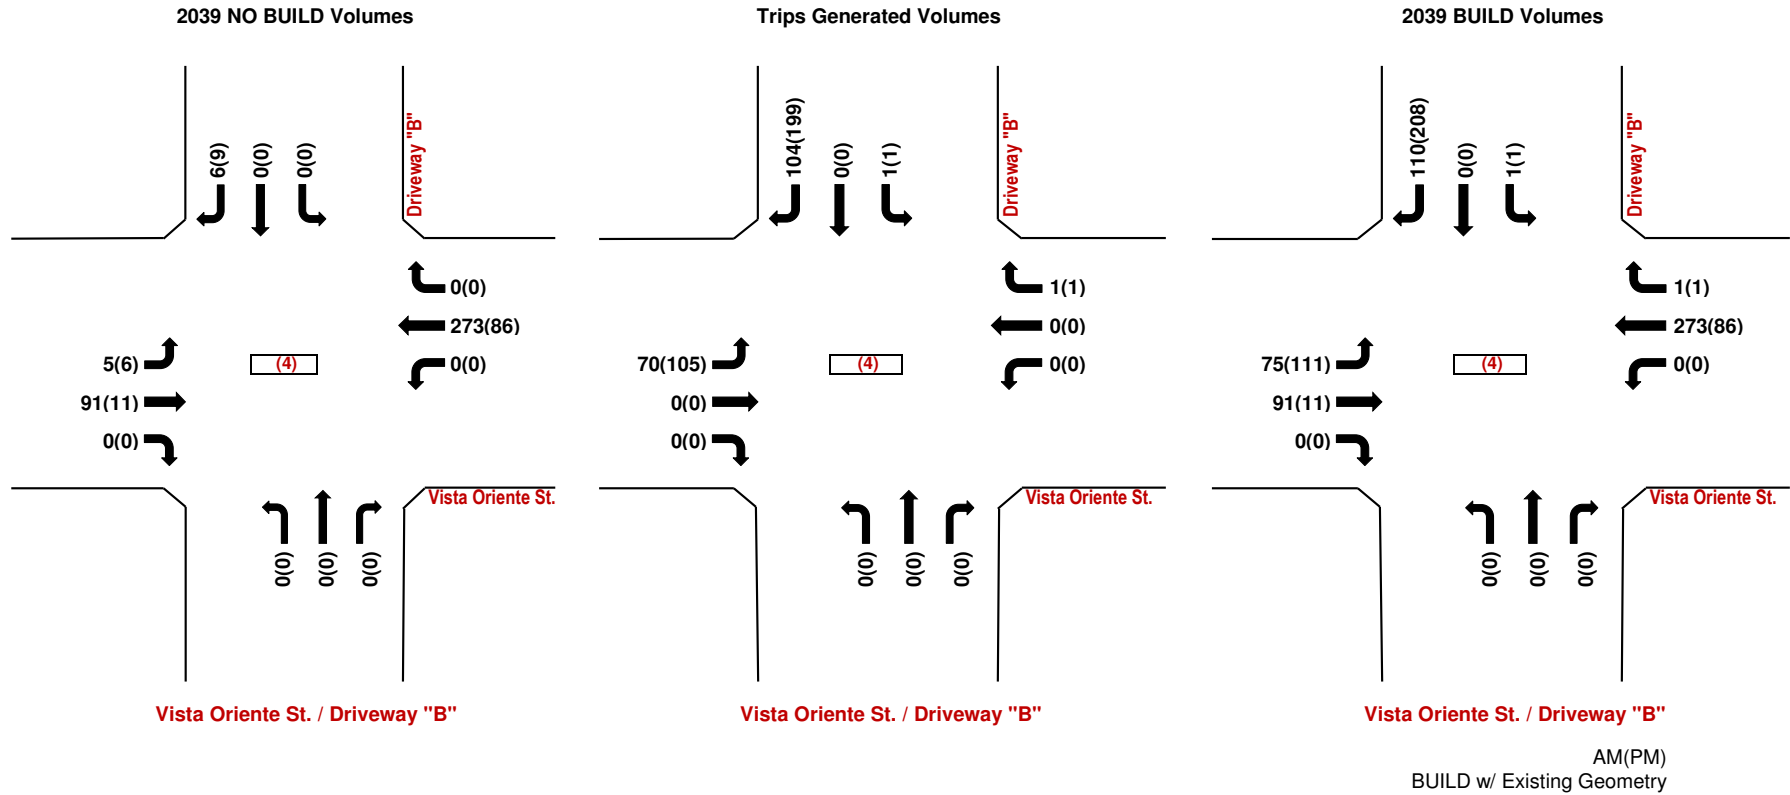 2039 NO BUILD Volumes
6(9)
0(0)
0(0)
Driveway "B"
0(0)
273(86)
0(0)
5(6)
91(11)
0(0)
(4)
0(0)
0(0)
0(0)
Vista Oriente St.
Vista Oriente St. / Driveway "B"
Trips Generated Volumes
104(199)
0(0)
1(1)
Driveway "B"
1(1)
0(0)
0(0)
70(105)
0(0)
0(0)
(4)
0(0)
0(0)
0(0)
Vista Oriente St.
Vista Oriente St. / Driveway "B"
2039 BUILD Volumes
110(208)
0(0)
1(1)
Driveway "B"
1(1)
273(86)
0(0)
75(111)
91(11)
0(0)
(4)
0(0)
0(0)
0(0)
Vista Oriente St.
Vista Oriente St. / Driveway "B"
AM(PM)
BUILD w/ Existing Geometry